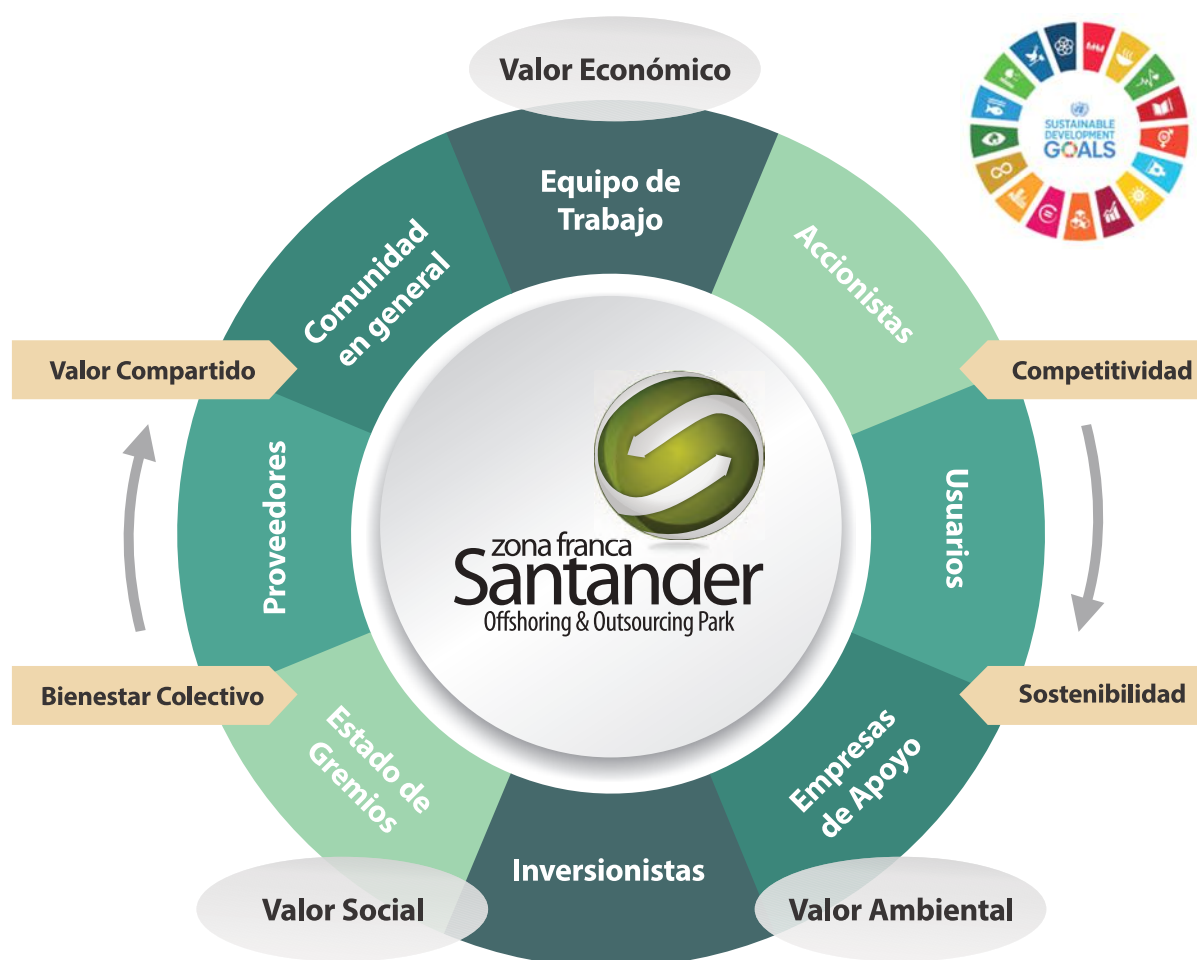 Valor Económico
SUSTAINABLE
DEVELOPMENT
GOALS
Equipo de
Trabajo
Accionistas
Comunidad
en general
Valor Compartido
Competitividad
Proveedores
Usuarios
zona franca
Santander
Offshoring & Outsourcing Park
Bienestar Colectivo
Sostenibilidad
Estado de
Gremios
Empresas
de Apoyo
Inversionistas
Valor Social
Valor Ambiental